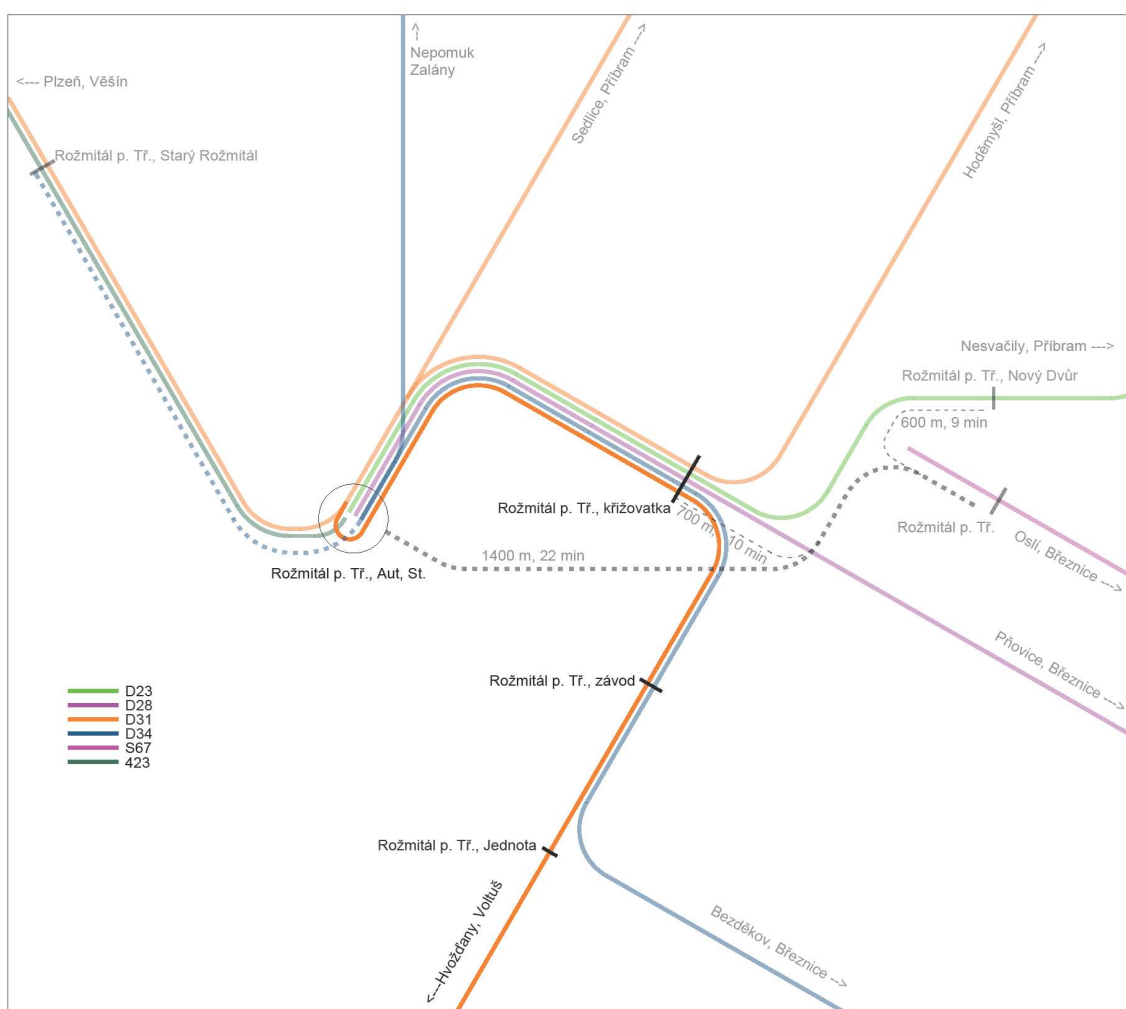 <--- Plzeň, Věšín
--->
Nepomuk
Zalány
Sedlice, Příbram --->
Hoděmyšl, Příbram --->
Rožmitál p. Tř., Starý Rožmitál
Nesvačily, Příbram --->
Rožmitál p. Tř., Nový Dvůr
600 m, 9 min
Rožmitál p. Tř., křižovatka
700 m, 10 min
Rožmitál p. Tř.
Oslí, Březnice --->
1400 m, 22 min
Rožmitál p. Tř., Aut, St.
Pňovice, Březnice --->
Rožmitál p. Tř., závod
D23
D28
D31
D34
S67
423
Rožmitál p. Tř., Jednota
<---Hvožďany, Voltuš
Bezděkov, Březnice -->